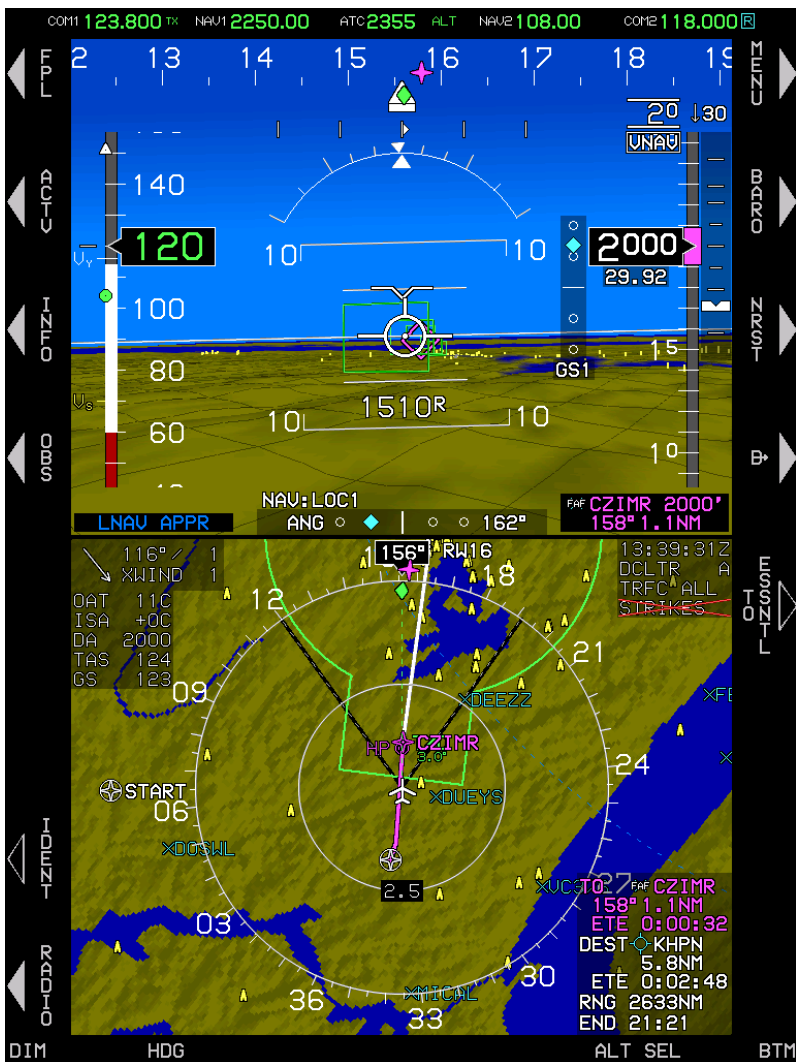 COM1 123.800 TX NAV1 2250.00 ATC 2355 ALT NAV2 108.00 COM2 118.000 R
FPL
MENU
12 13 14 15 16 17 18 19
20 ↓30
VNAV
ACTV
BARO
140
120
VY
10 10
2000
29.92
INFO
NRST
100
15
GS1
80
VS
1510R
10 10
60
10
OBS
D
NAV:LOC1
LNAV APPR
ANG 162°
FAF CZIMR 2000'
158° 1.1NM
116°/ 1
XWIND 1
156° RW16
13:39:31Z
DCLTR A
TRFC ALL
STRIKES
TO ESSNTL
OAT 11C
ISA +0C
DA 2000
TAS 124
GS 123
12 18
21
09
DEEZZ
HP CZIMR
3.0°
24
START
DUEYS
06
DOSWL
IDENT
2.5
27
TO: FAF CZIMR
158° 1.1NM
ETE 0:00:32
03
DEST KHPN
5.8NM
ETE 0:02:48
30
MICAL
36
33
RNG 2633NM
END 21:21
RADIO
DIM HDG ALT SEL BTM